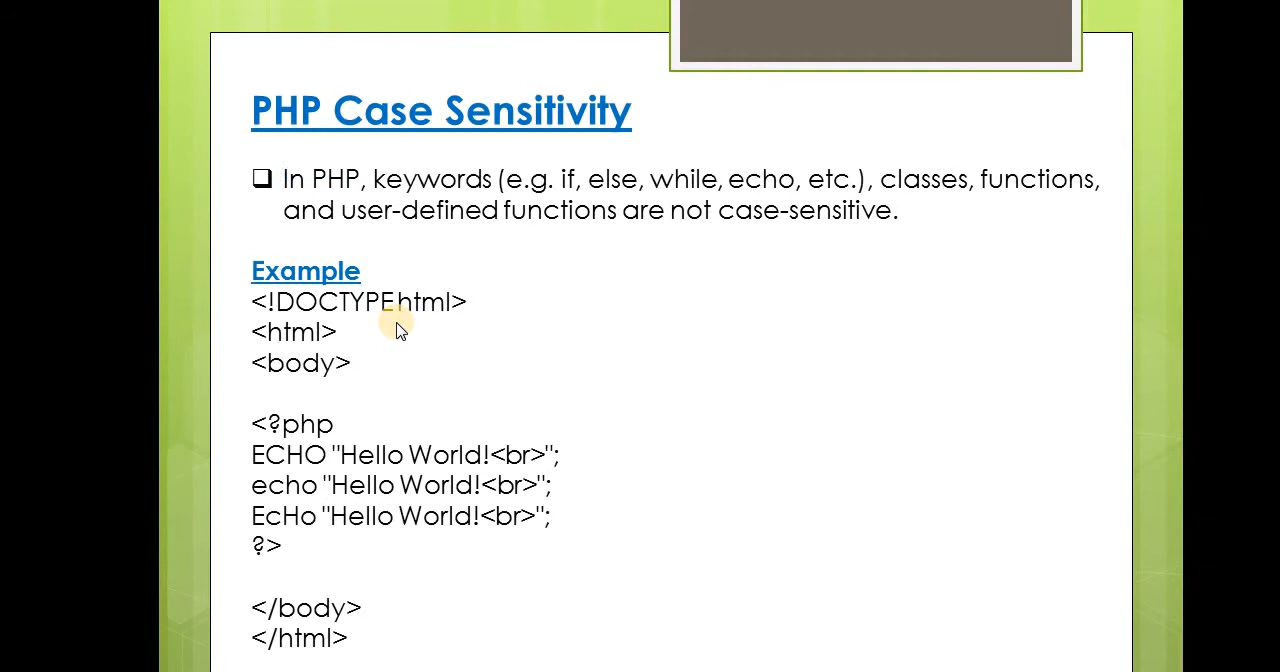 PHP Case Sensitivity
❑ In PHP, keywords (e.g. if, else, while, echo, etc.), classes, functions,
and user-defined functions are not case-sensitive.
Example
<!DOCTYPE html>
<html>
<body>
<?php
ECHO "Hello World!<br>";
echo "Hello World!<br>";
EcHo "Hello World!<br>";
?>
</body>
</html>